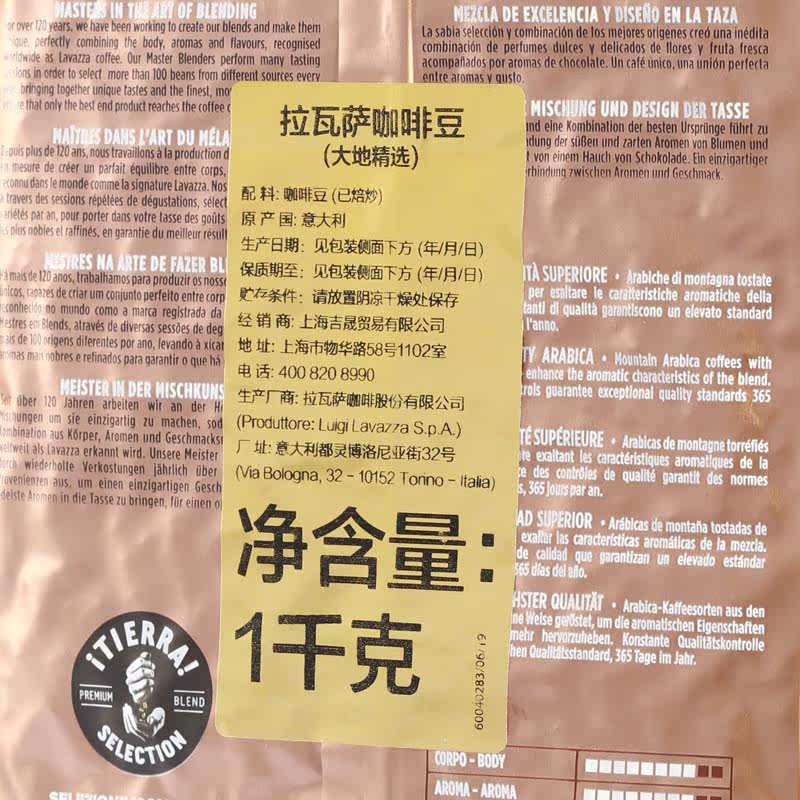 MASTERS IN THE ART OF BLENDING
or over 120 years, we have been working to create our blends and make them
nique, perfectly combining the body, aromas and flavours, recognised
worldwide as Lavazza coffee. Our Master Blenders perform many tasting
sessions in order to select more than 100 beans from different sources every
bringing together unique tastes and the finest, mos
that only the best end product reaches the coffee c
MAÎTRES DANS L'ART DU MÉLA
Depuis plus de 120 ans, nous travaillons à la production d
mesure de créer un parfait équilibre entre corps,
reconnu dans le monde comme la signature Lavazza. Nos
à travers des sessions répétées de dégustations, sélect
variétés par an, pour porter dans votre tasse des goûts
les plus nobles et raffinés, en garantie du meilleur résult
MESTRES NA ARTE DE FAZER BL
Há mais de 120 anos, trabalhamos para produzir os nosso
únicos, capazes de criar um conjunto perfeito entre corp
reconhecido no mundo como a marca registrada da
Mestres em Blends, através de diversas sessões de deg
mais de 100 origens diferentes por ano, levando à xícar
aromas mais nobres e refinados para garantir o que há
MEISTER IN DER MISCHKUNS
Seit über 120 Jahren arbeiten wir an der He
Mischungen um sie einzigartig zu machen, sod
Kombination aus Körper, Aromen und Geschmacksr
weltweit als Lavazza erkannt wird. Unsere Meister
durch wiederholte Verkostungen jährlich über
Provenienzen aus, um einen einzigartigen Gesch
edelste Aromen in die Tasse zu bringen, für einen o
¡TIERRA!
PREMIUM BLEND
SELECTION
拉瓦萨咖啡豆
(大地精选)
配料: 咖啡豆 (已焙炒)
原产国: 意大利
生产日期: 见包装侧面下方 (年/月/日)
保质期至: 见包装侧面下方 (年/月/日)
贮存条件: 请放置阴凉干燥处保存
经销商: 上海吉晟贸易有限公司
地址: 上海市物华路58号1102室
电话: 400 820 8990
生产厂商: 拉瓦萨咖啡股份有限公司
(Produttore: Luigi Lavazza S.p.A.)
厂址: 意大利都灵博洛尼亚街32号
(Via Bologna, 32 - 10152 Torino - Italia)
净含量:
1千克
60040283/06/19
MEZCLA DE EXCELENCIA Y DISEÑO EN LA TAZA
La sabia selección y combinación de los mejores orígenes creó una inédita
combinación de perfumes dulces y delicados de flores y fruta fresca
acompañados por aromas de chocolate. Un café único, una unión perfecta
entre aromas y gusto.
MISCHUNG UND DESIGN DER TASSE
und eine Kombination der besten Ursprünge führt zu
dung der süßen und zarten Aromen von Blumen und
von einem Hauch von Schokolade. Ein einzigartiger
rbindung zwischen Aromen und Geschmack.
ITÀ SUPERIORE • Arabiche di montagna tostate
per esaltare le caratteristiche aromatiche della
tanti di qualità garantiscono un elevato standard
l'anno.
TY ARABICA • Mountain Arabica coffees with
enhance the aromatic characteristics of the blend.
rols guarantee exceptional quality standards 365
TÉ SUPÉRIEURE • Arabicas de montagne torréfiés
re exaltant les caractéristiques aromatiques de la
ce des contrôles de qualité garantit des normes
s, 365 jours par an.
AD SUPERIOR • Arábicas de montaña tostadas de
exaltar las características aromáticas de la mezcla.
de calidad que garantizan un elevado estándar
365 días del año.
HSTER QUALITÄT • Arabica-Kaffeesorten aus den
ne Weise geröstet, um die aromatischen Eigenschaften
mehr hervorzuheben. Konstante Qualitätskontrolle
hen Qualitätsstandard, 365 Tage im Jahr.
CORPO - BODY
AROMA - AROMA